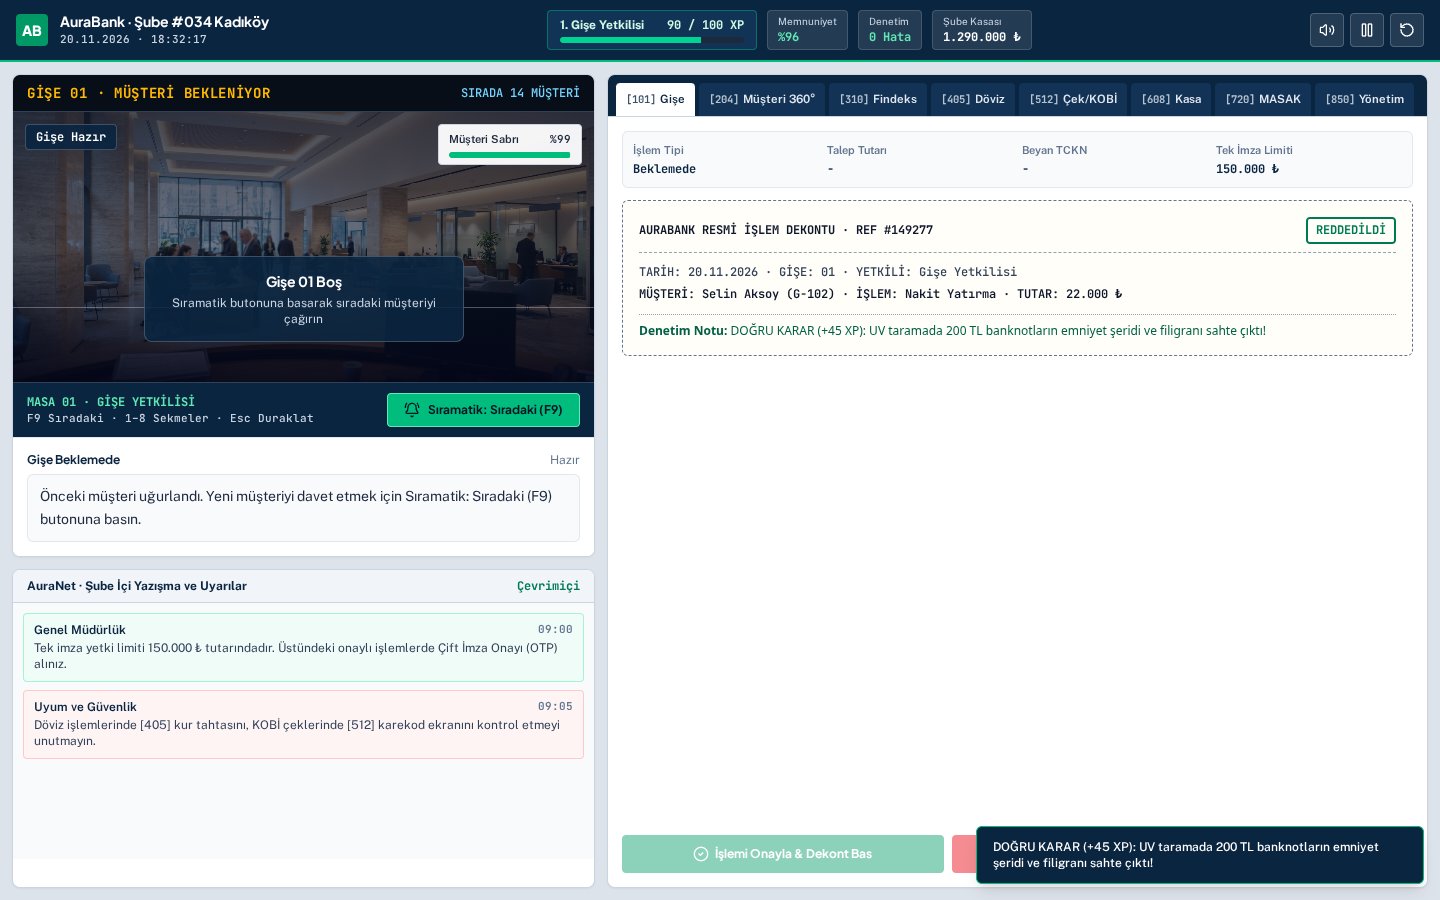 AB
AuraBank · Şube #034 Kadıköy
20.11.2026 · 18:32:17
1. Gişe Yetkilisi 90 / 100 XP
Memnuniyet
%96
Denetim
0 Hata
Şube Kasası
1.290.000 ₺
GİŞE 01 · MÜŞTERİ BEKLENİYOR
SIRADA 14 MÜŞTERİ
Gişe Hazır
Müşteri Sabrı %99
Gişe 01 Boş
Sıramatik butonuna basarak sıradaki müşteriyi
çağırın
MASA 01 · GİŞE YETKİLİSİ
F9 Sıradaki · 1-8 Sekmeler · Esc Duraklat
Sıramatik: Sıradaki (F9)
Gişe Beklemede
Hazır
Önceki müşteri uğurlandı. Yeni müşteriyi davet etmek için Sıramatik: Sıradaki (F9)
butonuna basın.
AuraNet · Şube İçi Yazışma ve Uyarılar
Çevrimiçi
Genel Müdürlük 09:00
Tek imza yetki limiti 150.000 ₺ tutarındadır. Üstündeki onaylı işlemlerde Çift İmza Onayı (OTP)
alınız.
Uyum ve Güvenlik 09:05
Döviz işlemlerinde [405] kur tahtasını, KOBİ çeklerinde [512] karekod ekranını kontrol etmeyi
unutmayın.
[101] Gişe
[204] Müşteri 360°
[310] Findeks
[405] Döviz
[512] Çek/KOBİ
[608] Kasa
[720] MASAK
[850] Yönetim
İşlem Tipi
Beklemede
Talep Tutarı
-
Beyan TCKN
-
Tek İmza Limiti
150.000 ₺
AURABANK RESMİ İŞLEM DEKONTU · REF #149277
REDDEDİLDİ
TARİH: 20.11.2026 · GİŞE: 01 · YETKİLİ: Gişe Yetkilisi
MÜŞTERİ: Selin Aksoy (G-102) · İŞLEM: Nakit Yatırma · TUTAR: 22.000 ₺
Denetim Notu: DOĞRU KARAR (+45 XP): UV taramada 200 TL banknotların emniyet şeridi ve filigranı sahte çıktı!
İşlemi Onayla & Dekont Bas
DOĞRU KARAR (+45 XP): UV taramada 200 TL banknotların emniyet
şeridi ve filigranı sahte çıktı!